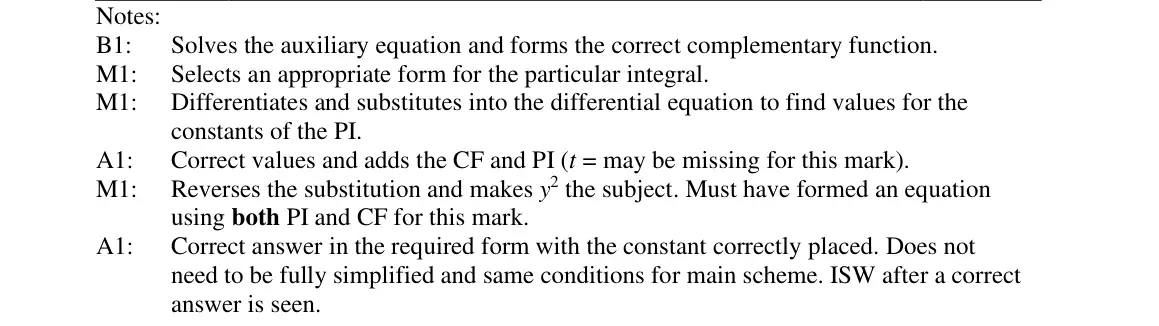 Notes:
B1: Solves the auxiliary equation and forms the correct complementary function.
M1: Selects an appropriate form for the particular integral.
M1: Differentiates and substitutes into the differential equation to find values for the
constants of the PI.
A1: Correct values and adds the CF and PI (t = may be missing for this mark).
M1: Reverses the substitution and makes y² the subject. Must have formed an equation
using both PI and CF for this mark.
A1: Correct answer in the required form with the constant correctly placed. Does not
need to be fully simplified and same conditions for main scheme. ISW after a correct
answer is seen.